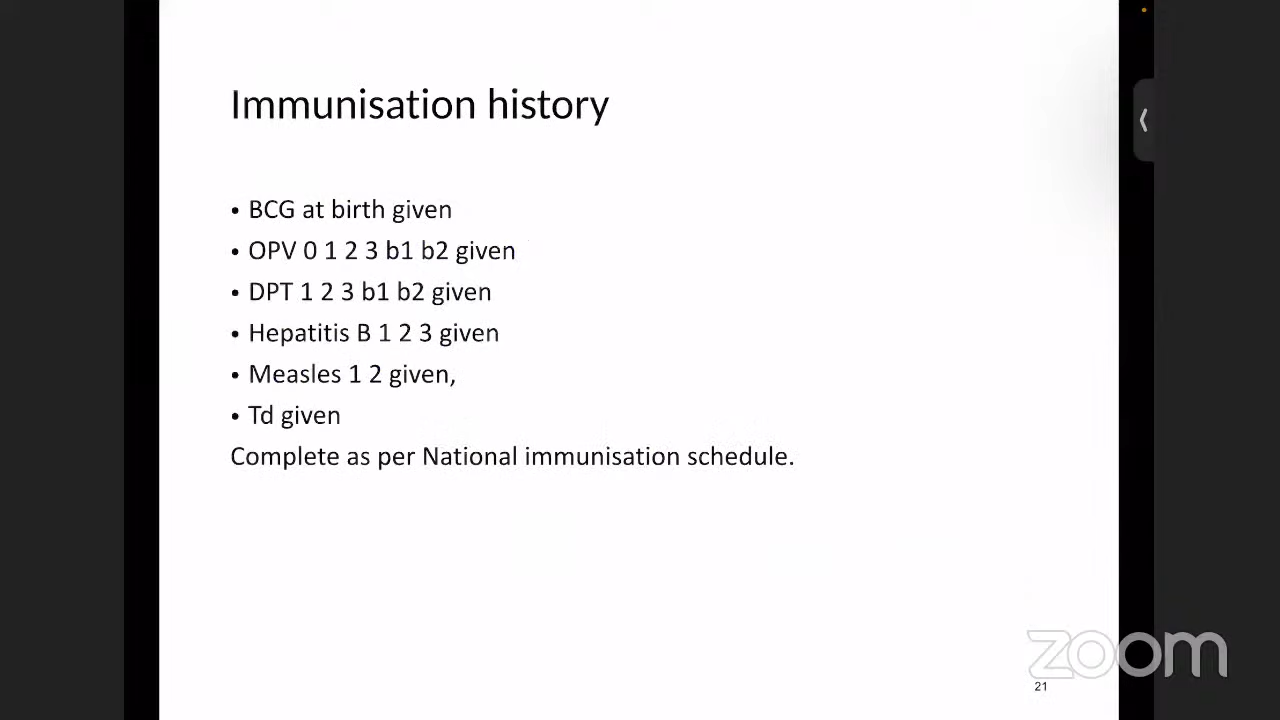 Immunisation history
• BCG at birth given
• OPV 0 1 2 3 b1 b2 given
• DPT 1 2 3 b1 b2 given
• Hepatitis B 1 2 3 given
• Measles 1 2 given,
• Td given
Complete as per National immunisation schedule.
zoom
21